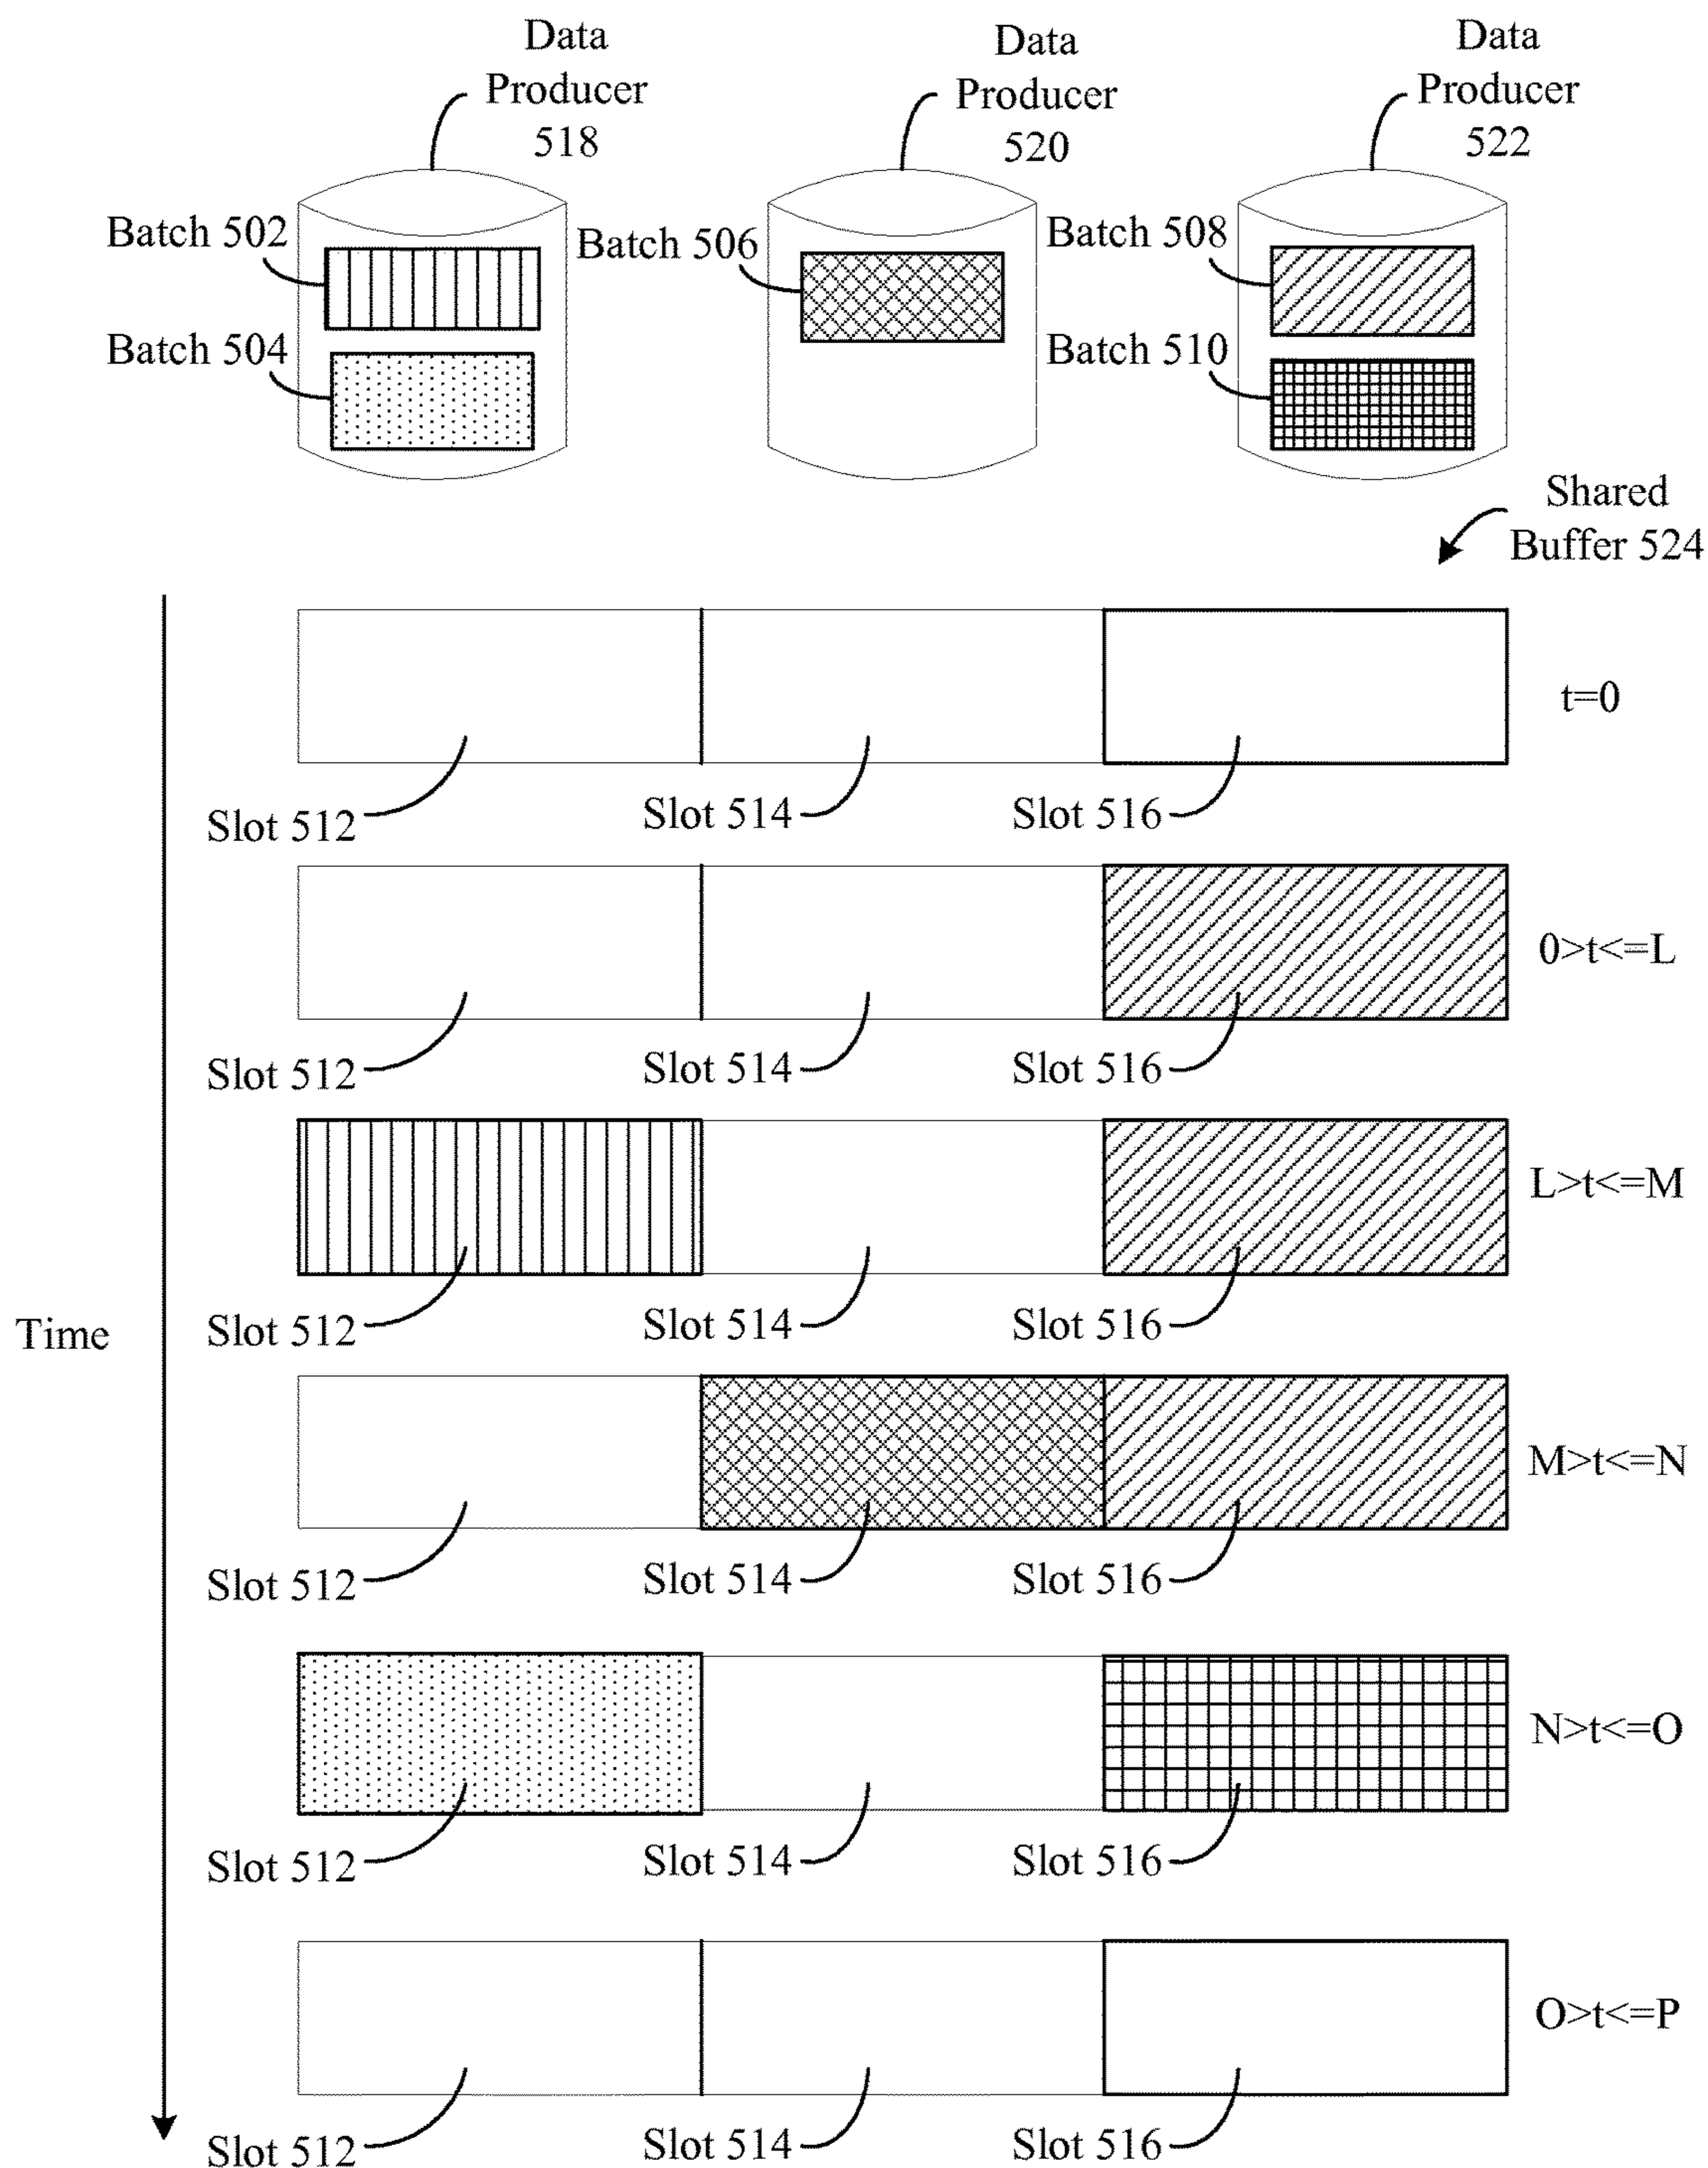 Data
Producer
518
Data
Producer
520
Data
Producer
522
Batch 502
Batch 506
Batch 508
Batch 504
Batch 510
Shared
Buffer 524
t=0
Slot 512
Slot 514
Slot 516
0>t<=L
Slot 512
Slot 514
Slot 516
L>t<=M
Slot 512
Slot 514
Slot 516
Time
M>t<=N
Slot 512
Slot 514
Slot 516
N>t<=O
Slot 512
Slot 514
Slot 516
O>t<=P
Slot 512
Slot 514
Slot 516